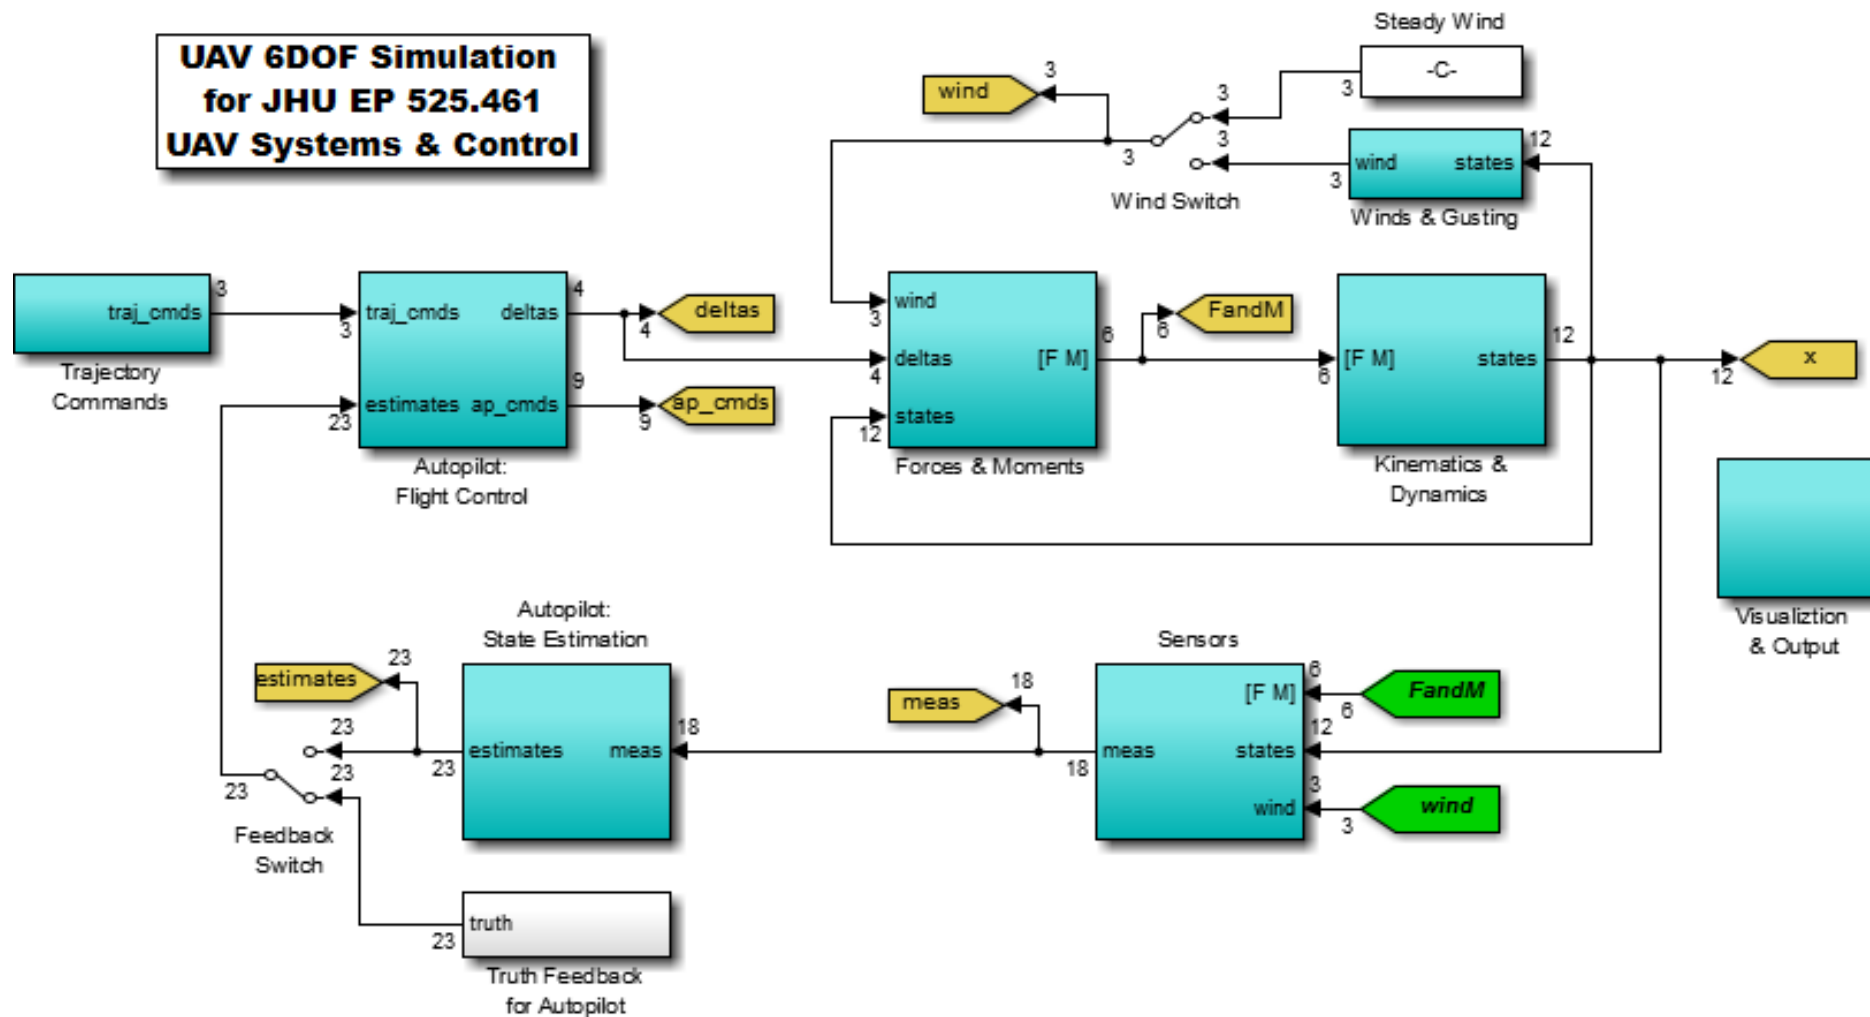 UAV 6DOF Simulation
for JHU EP 525.461
UAV Systems & Control
Steady Wind
-C-
3
wind
3
3
3
3
Wind Switch
wind
states
12
3
Winds & Gusting
traj_cmds
3
Trajectory
Commands
3
traj_cmds
deltas
4
estimates
23
ap_cmds
9
Autopilot:
Flight Control
deltas
4
ap_cmds
9
wind
3
deltas
4
[F M]
6
states
12
Forces & Moments
FandM
6
[F M]
6
states
12
Kinematics &
Dynamics
x
12
Visualiztion
& Output
Autopilot:
State Estimation
estimates
23
23
23
23
Feedback
Switch
estimates
23
meas
18
truth
23
Truth Feedback
for Autopilot
meas
18
Sensors
[F M]
6
states
12
meas
18
wind
3
FandM
6
wind
3